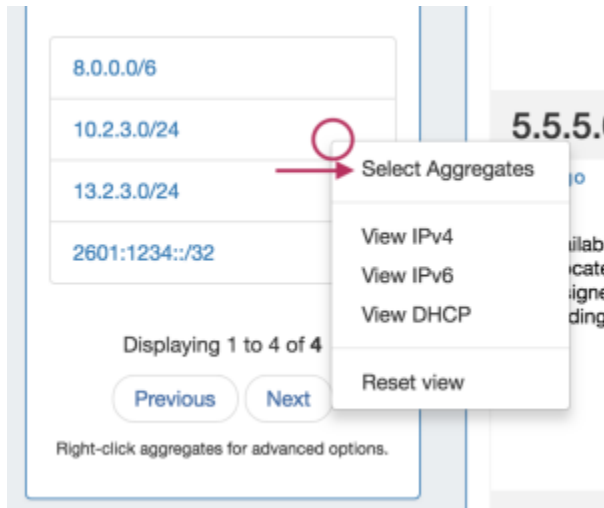 8.0.0.0/6
10.2.3.0/24
13.2.3.0/24
2601:1234::/32
Displaying 1 to 4 of 4
Previous Next
Right-click aggregates for advanced options.
Select Aggregates
View IPv4
View IPv6
View DHCP
Reset view
5.5.5.